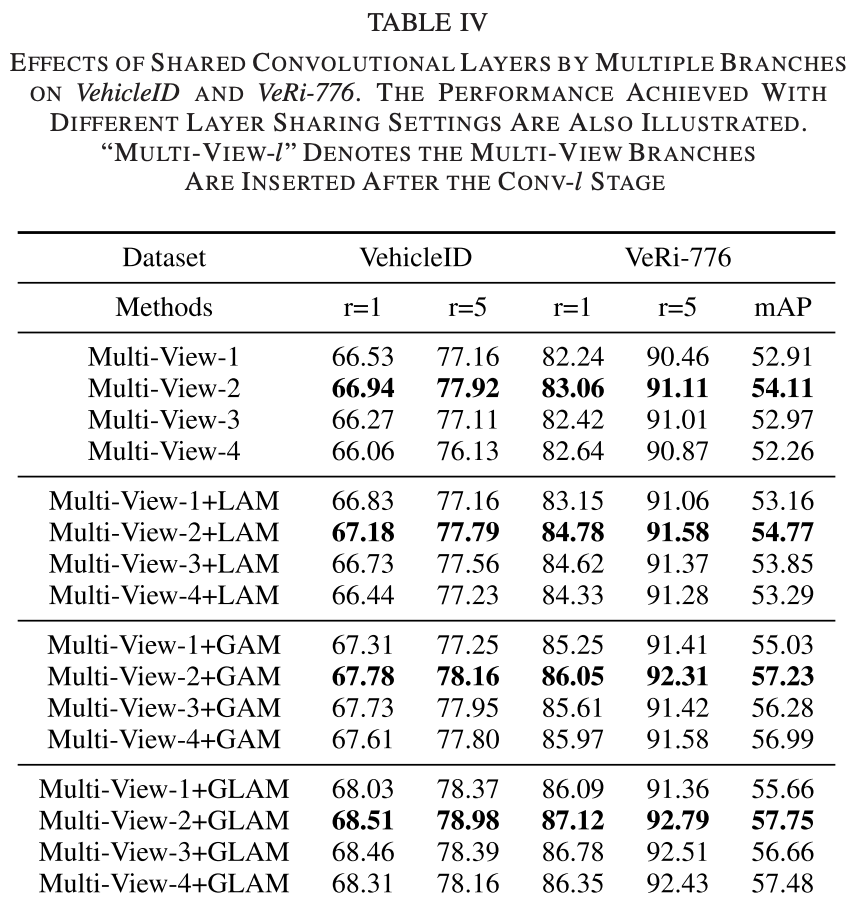 TABLE IV
EFFECTS OF SHARED CONVOLUTIONAL LAYERS BY MULTIPLE BRANCHES
ON VehicleID AND VeRi-776. THE PERFORMANCE ACHIEVED WITH
DIFFERENT LAYER SHARING SETTINGS ARE ALSO ILLUSTRATED.
“MULTI-VIEW-l” DENOTES THE MULTI-VIEW BRANCHES
ARE INSERTED AFTER THE CONV-l STAGE
Dataset VehicleID VeRi-776
Methods r=1 r=5 r=1 r=5 mAP
Multi-View-1 66.53 77.16 82.24 90.46 52.91
Multi-View-2 66.94 77.92 83.06 91.11 54.11
Multi-View-3 66.27 77.11 82.42 91.01 52.97
Multi-View-4 66.06 76.13 82.64 90.87 52.26
Multi-View-1+LAM 66.83 77.16 83.15 91.06 53.16
Multi-View-2+LAM 67.18 77.79 84.78 91.58 54.77
Multi-View-3+LAM 66.73 77.56 84.62 91.37 53.85
Multi-View-4+LAM 66.44 77.23 84.33 91.28 53.29
Multi-View-1+GAM 67.31 77.25 85.25 91.41 55.03
Multi-View-2+GAM 67.78 78.16 86.05 92.31 57.23
Multi-View-3+GAM 67.73 77.95 85.61 91.42 56.28
Multi-View-4+GAM 67.61 77.80 85.97 91.58 56.99
Multi-View-1+GLAM 68.03 78.37 86.09 91.36 55.66
Multi-View-2+GLAM 68.51 78.98 87.12 92.79 57.75
Multi-View-3+GLAM 68.46 78.39 86.78 92.51 56.66
Multi-View-4+GLAM 68.31 78.16 86.35 92.43 57.48